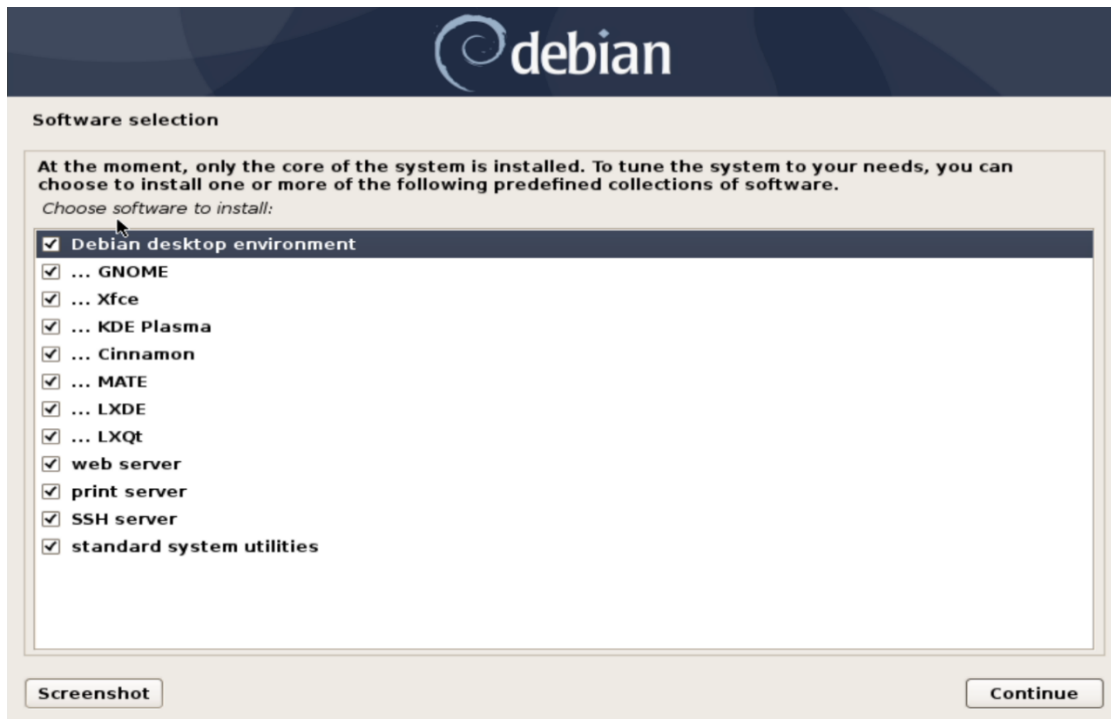 debian
Software selection
At the moment, only the core of the system is installed. To tune the system to your needs, you can
choose to install one or more of the following predefined collections of software.
Choose software to install:
Debian desktop environment
... GNOME
... Xfce
... KDE Plasma
... Cinnamon
... MATE
... LXDE
... LXQt
web server
print server
SSH server
standard system utilities
Screenshot
Continue